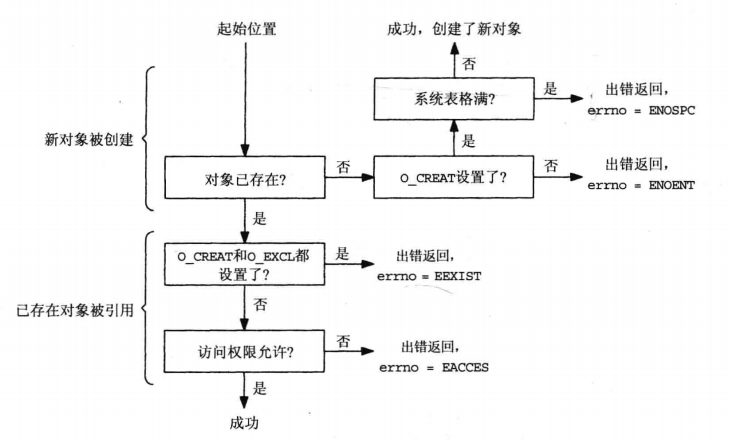 起始位置
成功，创建了新对象
否
系统表格满?
是
出错返回，
errno = ENOSPC
新对象被创建
是
对象已存在?
否
O_CREAT设置了?
否
出错返回，
errno = ENOENT
是
O_CREAT和O_EXCL都
设置了?
是
出错返回，
errno = EEXIST
已存在对象被引用
否
访问权限允许?
否
出错返回，
errno = EACCES
是
成功